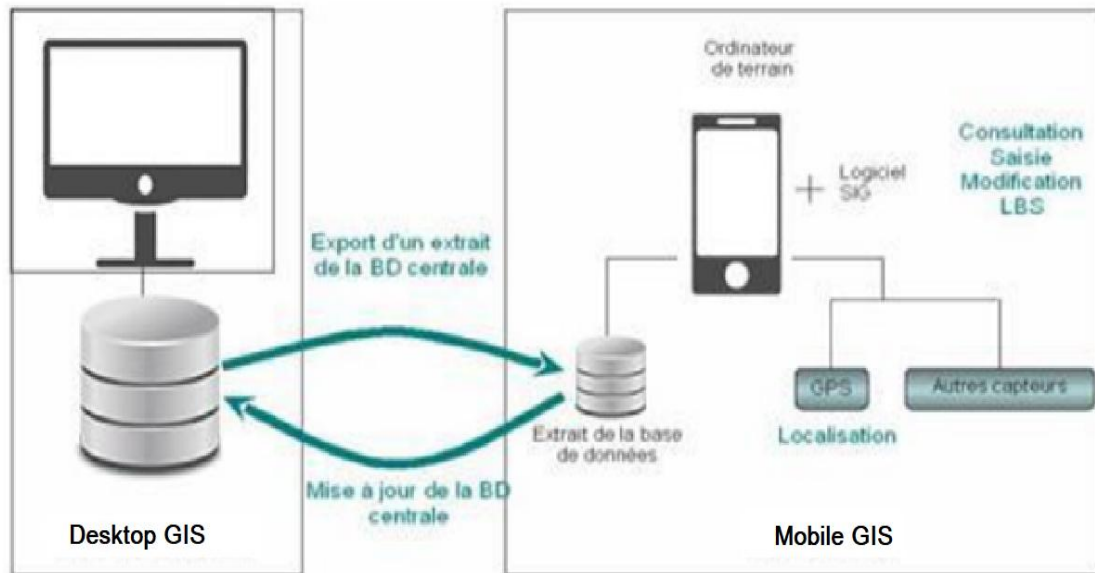 Ordinateur
de terrain
Consultation
Saisie
Modification
LBS
Logiciel
SIG
Export d'un extrait
de la BD centrale
GPS
Autres capteurs
Localisation
Extrait de la base
de données
Mise à jour de la BD
centrale
Desktop GIS
Mobile GIS